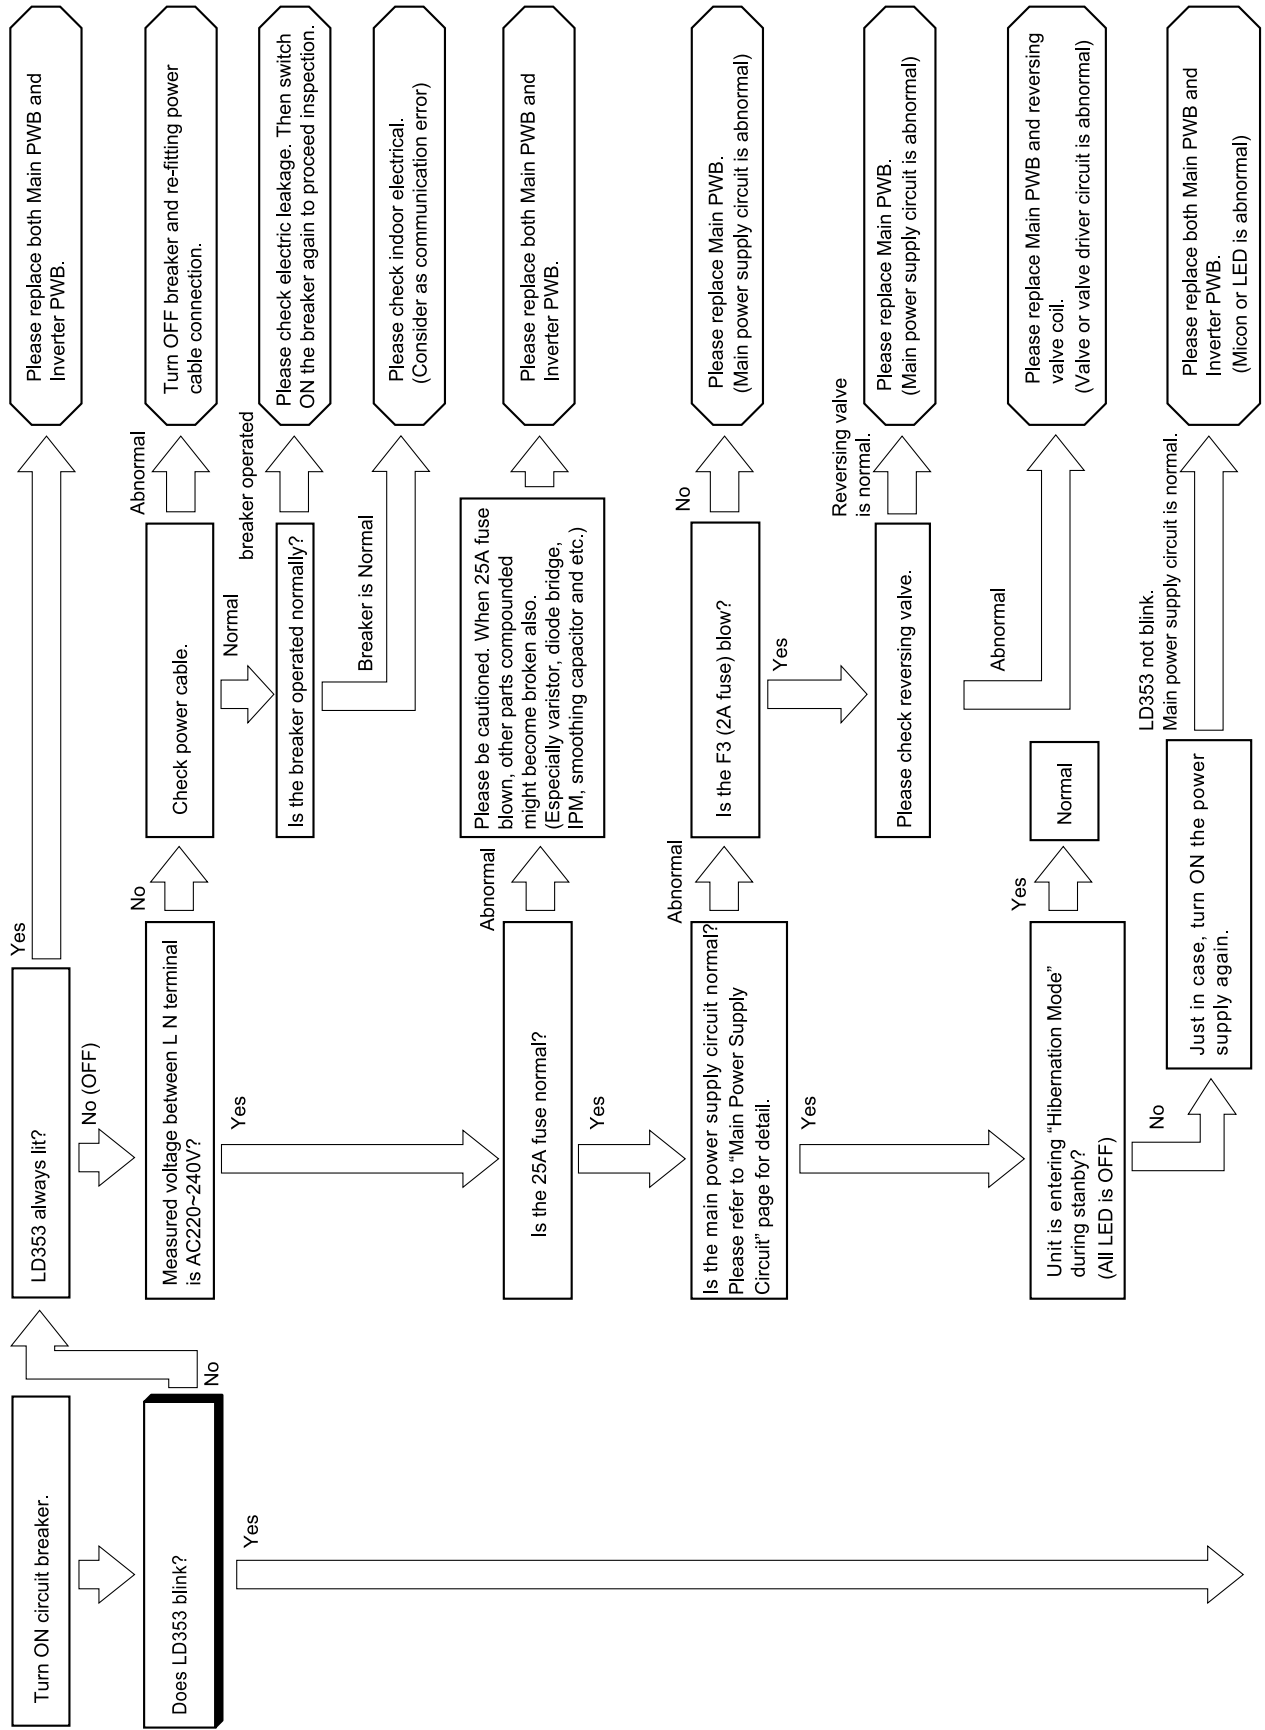 Turn ON circuit breaker.
Does LD353 blink?
No
Yes
LD353 always lit?
Yes
Please replace both Main PWB and
Inverter PWB.
No (OFF)
Measured voltage between L N terminal
is AC220~240V?
No
Check power cable.
Abnormal
Turn OFF breaker and re-fitting power
cable connection.
Normal
Is the breaker operated normally?
breaker operated
Please check electric leakage. Then switch
ON the breaker again to proceed inspection.
Breaker is Normal
Please check indoor electrical.
(Consider as communication error)
Yes
Is the 25A fuse normal?
Abnormal
Please be cautioned. When 25A fuse
blown, other parts compounded
might become broken also.
(Especially varistor, diode bridge,
IPM, smoothing capacitor and etc.)
Please replace both Main PWB and
Inverter PWB.
Yes
Is the main power supply circuit normal?
Please refer to “Main Power Supply
Circuit” page for detail.
Abnormal
Is the F3 (2A fuse) blow?
No
Please replace Main PWB.
(Main power supply circuit is abnormal)
Yes
Please check reversing valve.
Reversing valve
is normal.
Please replace Main PWB.
(Main power supply circuit is abnormal)
Abnormal
Please replace Main PWB and reversing
valve coil.
(Valve or valve driver circuit is abnormal)
Yes
Unit is entering “Hibernation Mode”
during stanby?
(All LED is OFF)
Yes
Normal
No
Just in case, turn ON the power
supply again.
LD353 not blink.
Main power supply circuit is normal.
Please replace both Main PWB and
Inverter PWB.
(Micon or LED is abnormal)